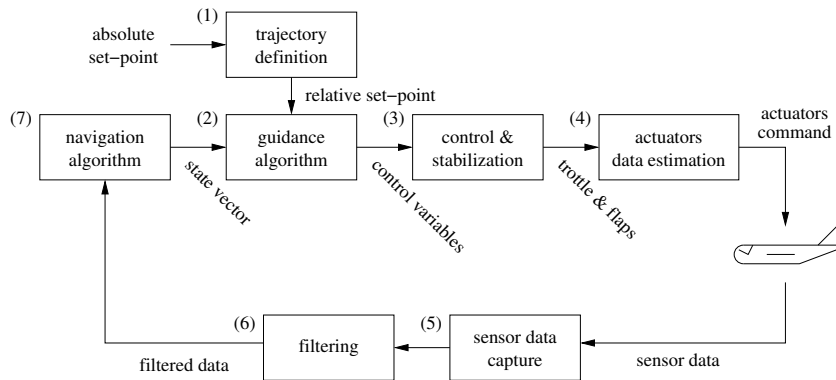 (1)
absolute
set−point
trajectory
definition
relative set−point
(7)
navigation
algorithm
state vector
(2)
guidance
algorithm
control variables
(3)
control &
stabilization
trottle & flaps
(4)
actuators
data estimation
actuators
command
(6)
filtering
filtered data
(5)
sensor data
capture
sensor data